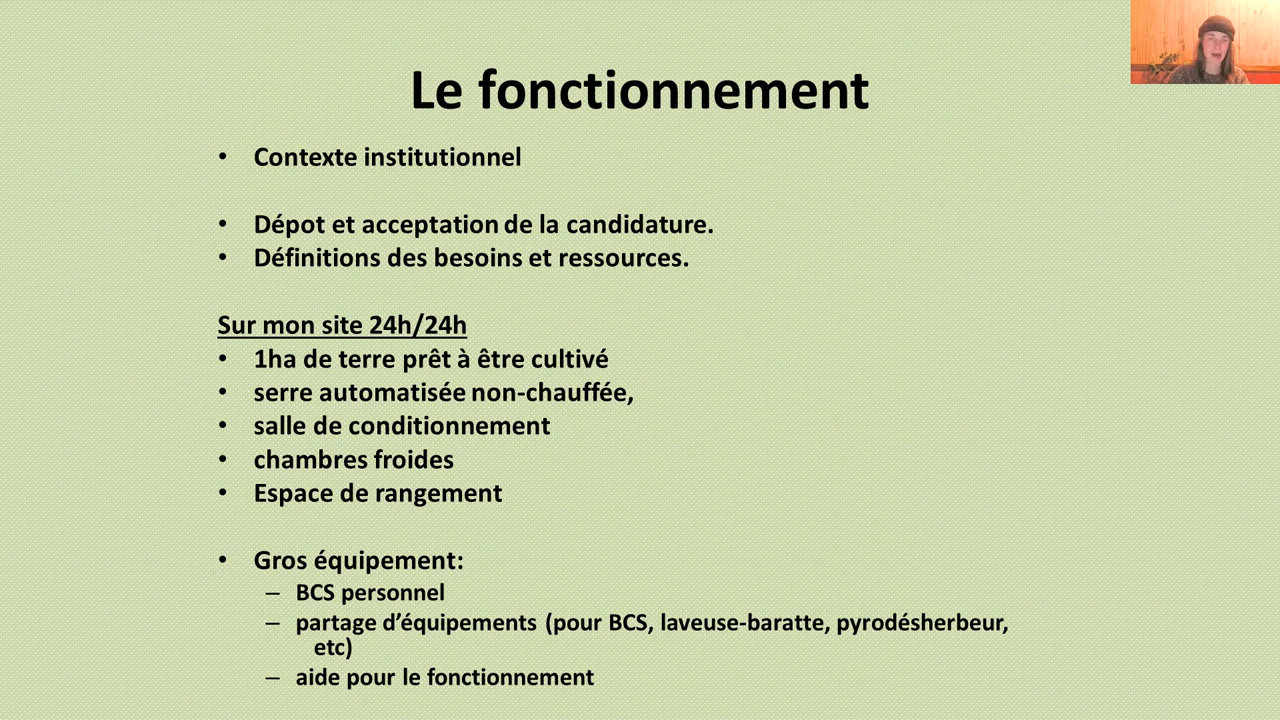 Le fonctionnement
• Contexte institutionnel
• Dépot et acceptation de la candidature.
• Définitions des besoins et ressources.
Sur mon site 24h/24h
• 1ha de terre prêt à être cultivé
• serre automatisée non-chauffée,
• salle de conditionnement
• chambres froides
• Espace de rangement
• Gros équipement:
– BCS personnel
– partage d’équipements (pour BCS, laveuse-baratte, pyrodésherbeur,
etc)
– aide pour le fonctionnement